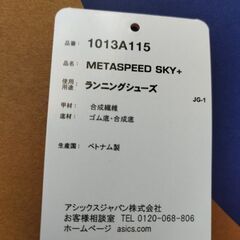 品番 1013A115
品名 METASPEED SKY+
使用用途 ランニングシューズ
JG-1
甲材 合成繊維
底材 ゴム底・合成底
生産国 ベトナム製
アシックスジャパン株式会社
お客様相談室
TEL 0120-068-806
ホームページ asics.com